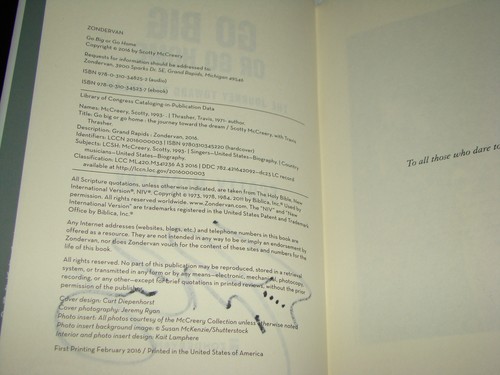 ZONDERVAN
Go Big or Go Home
Copyright © 2016 by Scotty McCreery
Requests for information should be addressed to:
Zondervan, 3900 Sparks Dr. SE, Grand Rapids, Michigan 49546
ISBN 978-0-310-34825-2 (audio)
ISBN 978-0-310-34523-7 (ebook)
Library of Congress Cataloging-in-Publication Data
Names: McCreery, Scotty, 1993- | Thrasher, Travis, 1971- author.
Title: Go big or go home : the journey toward the dream / Scotty McCreery, with Travis
Thrasher.
Description: Grand Rapids : Zondervan, 2016.
Identifiers: LCCN 2016000003 | ISBN 9780310345220 (hardcover)
Subjects: LCSH: McCreery, Scotty, 1993- | Singers--United States--Biography. | Country
musicians--United States--Biography.
Classification: LCC ML420.M34236 A3 2016 | DDC 782.421642092--dc23 LC record
available at http://lccn.loc.gov/2016000003
All Scripture quotations, unless otherwise indicated, are taken from The Holy Bible, New
International Version®, NIV®. Copyright © 1973, 1978, 1984, 2011 by Biblica, Inc.® Used by
permission. All rights reserved worldwide. www.Zondervan.com. The "NIV" and "New
International Version" are trademarks registered in the United States Patent and Trademark
Office by Biblica, Inc.®
Any Internet addresses (websites, blogs, etc.) and telephone numbers in this book are
offered as a resource. They are not intended in any way to be or imply an endorsement by
Zondervan, nor does Zondervan vouch for the content of these sites and numbers for the
life of this book.
All rights reserved. No part of this publication may be reproduced, stored in a retrieval
system, or transmitted in any form or by any means—electronic, mechanical, photocopy,
recording, or any other—except for brief quotations in printed reviews, without the prior
permission of the publisher.
Cover design: Curt Diepenhorst
Cover photography: Jeremy Ryan
Photo insert: All photos courtesy of the McCreery Collection unless otherwise noted
Photo insert background image: © Susan McKenzie/Shutterstock
Interior and photo insert design: Kait Lamphere
First Printing February 2016 / Printed in the United States of America
To all those who dare to